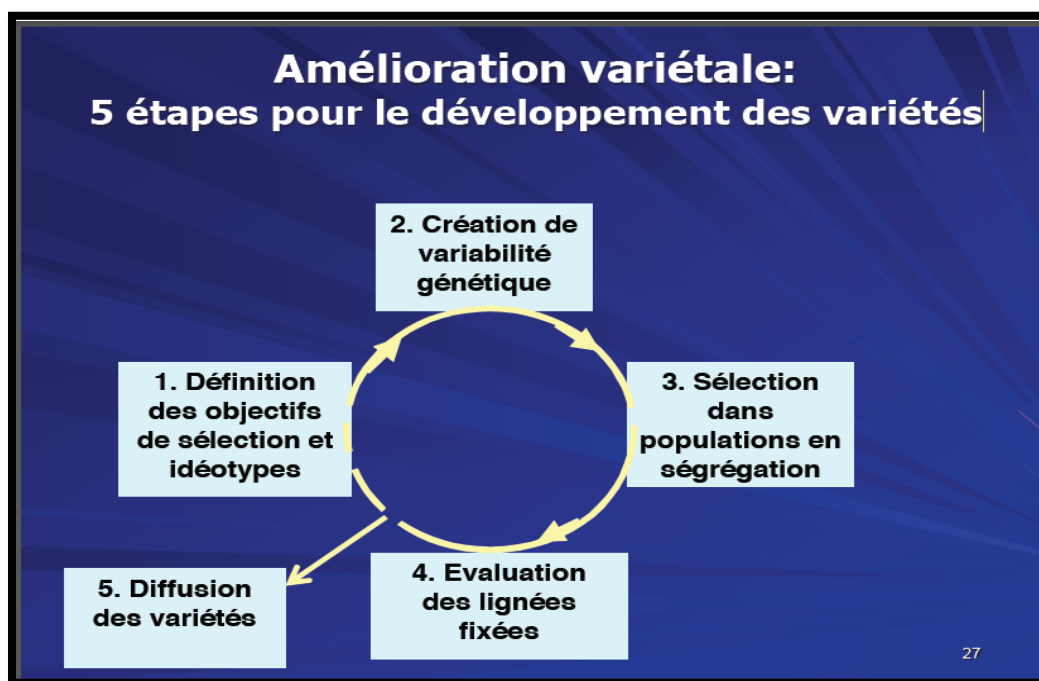 Amélioration variétale:
5 étapes pour le développement des variétés
2. Création de
variabilité
génétique
1. Définition
des objectifs
de sélection et
idéotypes
3. Sélection
dans
populations en
ségrégation
4. Evaluation
des lignées
fixées
5. Diffusion
des variétés
27